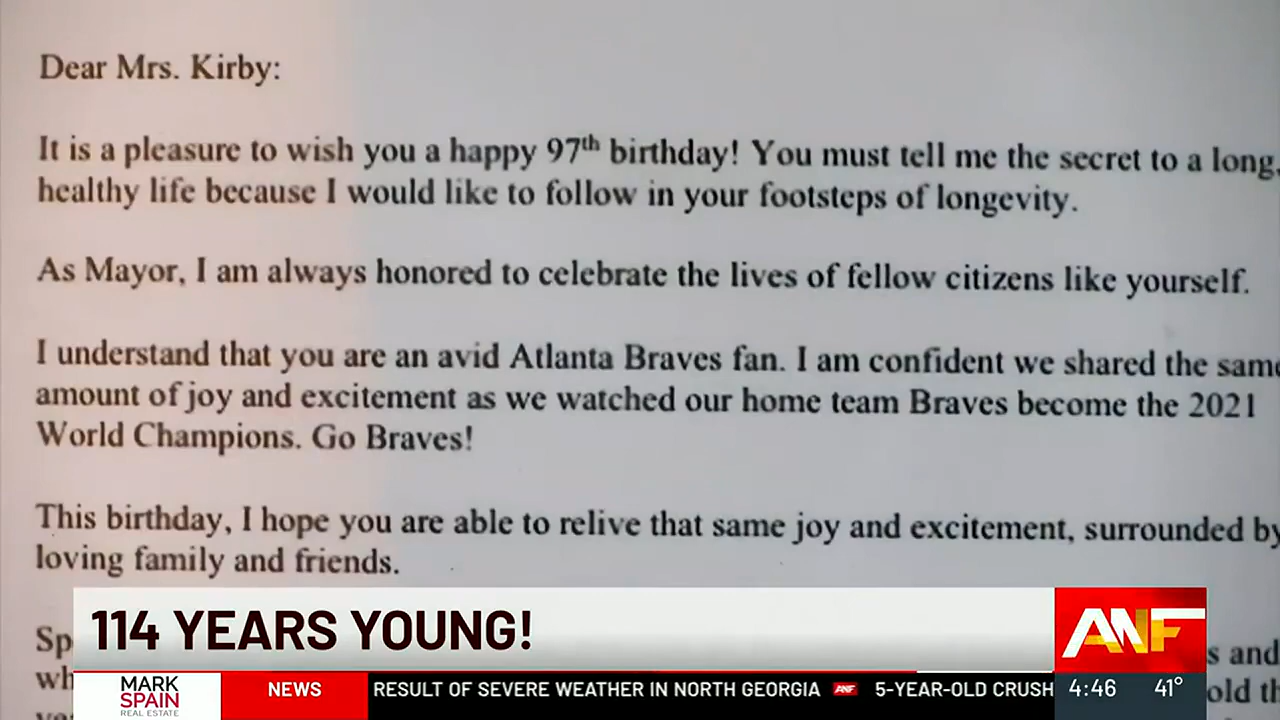 Dear Mrs. Kirby:
It is a pleasure to wish you a happy 97th birthday! You must tell me the secret to a long,
healthy life because I would like to follow in your footsteps of longevity.
As Mayor, I am always honored to celebrate the lives of fellow citizens like yourself.
I understand that you are an avid Atlanta Braves fan. I am confident we shared the same
amount of joy and excitement as we watched our home team Braves become the 2021
World Champions. Go Braves!
This birthday, I hope you are able to relive that same joy and excitement, surrounded by
loving family and friends.
114 YEARS YOUNG!
ANF
Sp s and
wh old th
MARK SPAIN
REAL ESTATE
NEWS
RESULT OF SEVERE WEATHER IN NORTH GEORGIA ANF 5-YEAR-OLD CRUSH
4:46 41°